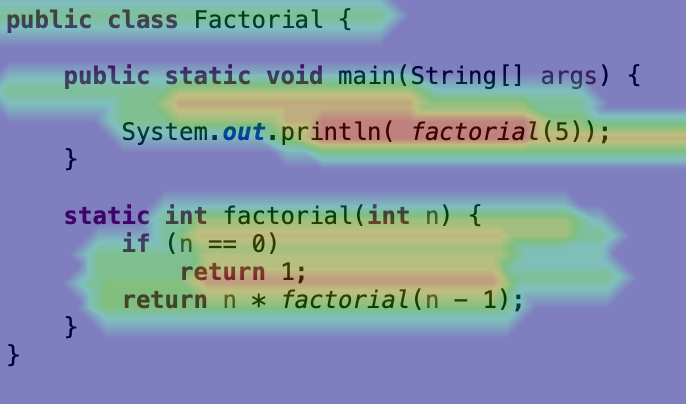 public class Factorial {
public static void main(String[] args) {
System.out.println( factorial(5));
}
static int factorial(int n) {
if (n == 0)
return 1;
return n * factorial(n - 1);
}
}